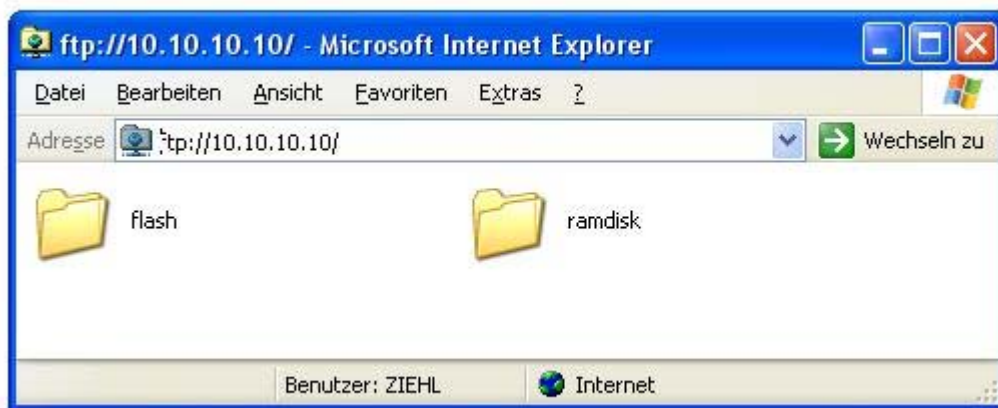 ftp://10.10.10.10/ - Microsoft Internet Explorer
Datei Bearbeiten Ansicht Favoriten Extras ?
Adresse tp://10.10.10.10/ Wechseln zu
flash ramdisk
Benutzer: ZIEHL Internet